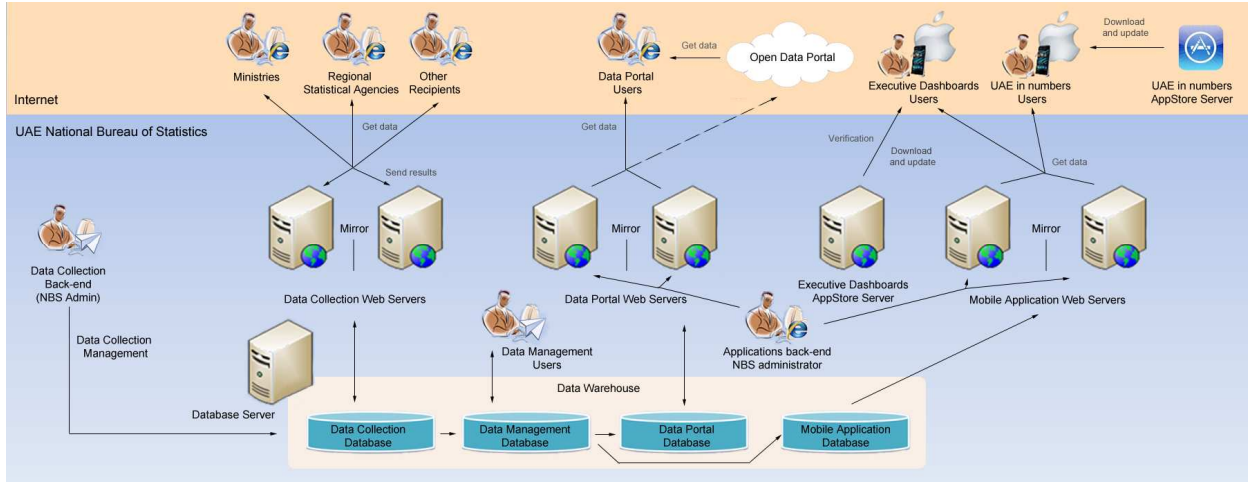 Ministries
Regional
Statistical Agencies
Other
Recipients
Data Portal
Users
Get data
Open Data Portal
Executive Dashboards
Users
UAE in numbers
Users
Download
and update
UAE in numbers
AppStore Server
Internet
UAE National Bureau of Statistics
Get data
Send results
Get data
Verification
Download
and update
Get data
Mirror
Mirror
Mirror
Data Collection
Back-end
(NBS Admin)
Data Collection Web Servers
Data Portal Web Servers
Executive Dashboards
AppStore Server
Mobile Application Web Servers
Data Collection
Management
Data Management
Users
Applications back-end
NBS administrator
Database Server
Data Warehouse
Data Collection
Database
Data Management
Database
Data Portal
Database
Mobile Application
Database